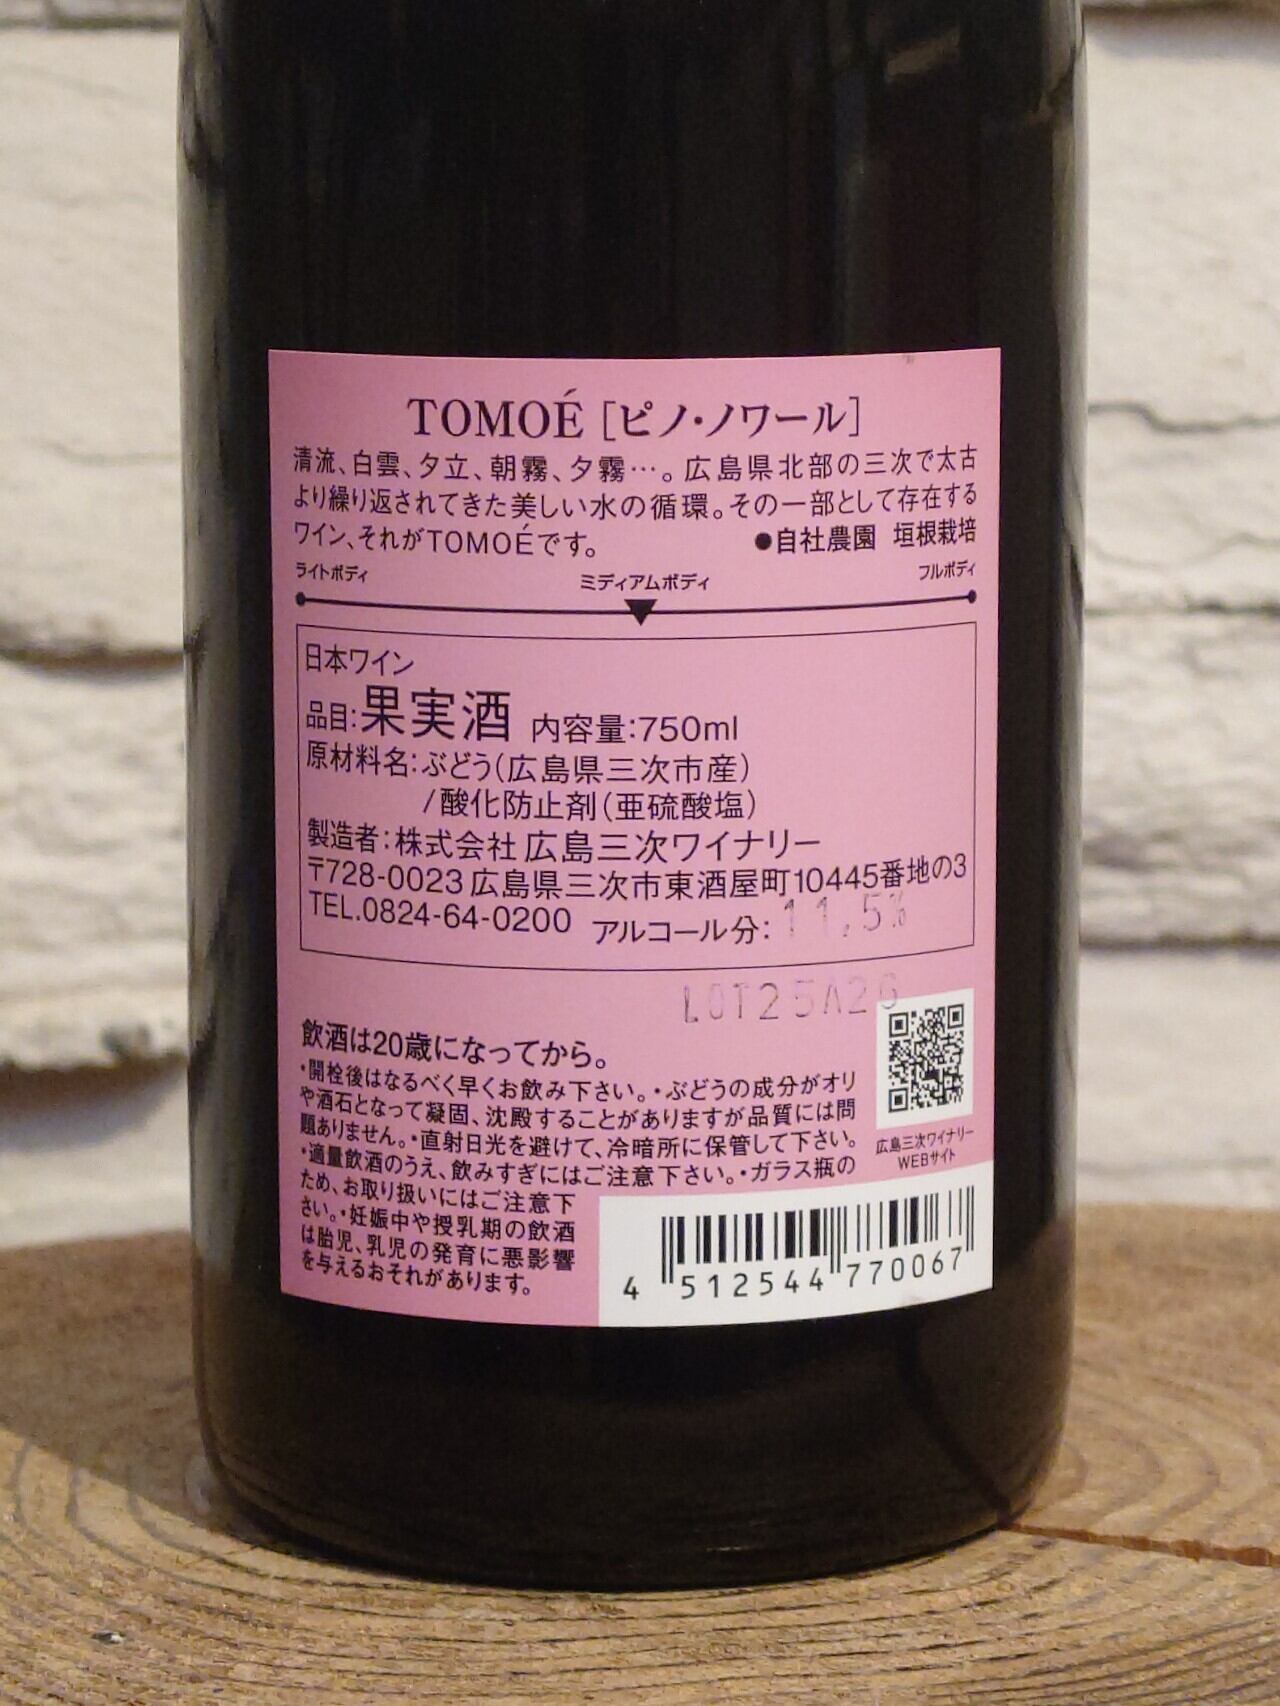 TOMOÉ [ピノ・ノワール]
清流、白雲、夕立、朝霧、夕霧…。広島県北部の三次で太古
より繰り返されてきた美しい水の循環。その一部として存在する
ワイン、それがTOMOÉです。 ●自社農園 垣根栽培
ライトボディ ミディアムボディ フルボディ
日本ワイン
品目:果実酒 内容量:750ml
原材料名:ぶどう(広島県三次市産)
/酸化防止剤(亜硫酸塩)
製造者:株式会社 広島三次ワイナリー
〒728-0023 広島県三次市東酒屋町10445番地の3
TEL.0824-64-0200 アルコール分: 11.5%
LOT25A26
飲酒は20歳になってから。
・開栓後はなるべく早くお飲み下さい。・ぶどうの成分がオリ
や酒石となって凝固、沈殿することがありますが品質には問
題ありません。・直射日光を避けて、冷暗所に保管して下さい。
・適量飲酒のうえ、飲みすぎにはご注意下さい。・ガラス瓶の
ため、お取り扱いにはご注意下
さい。・妊娠中や授乳期の飲酒
は胎児、乳児の発育に悪影響
を与えるおそれがあります。
広島三次ワイナリー
WEBサイト
4 512544 770067